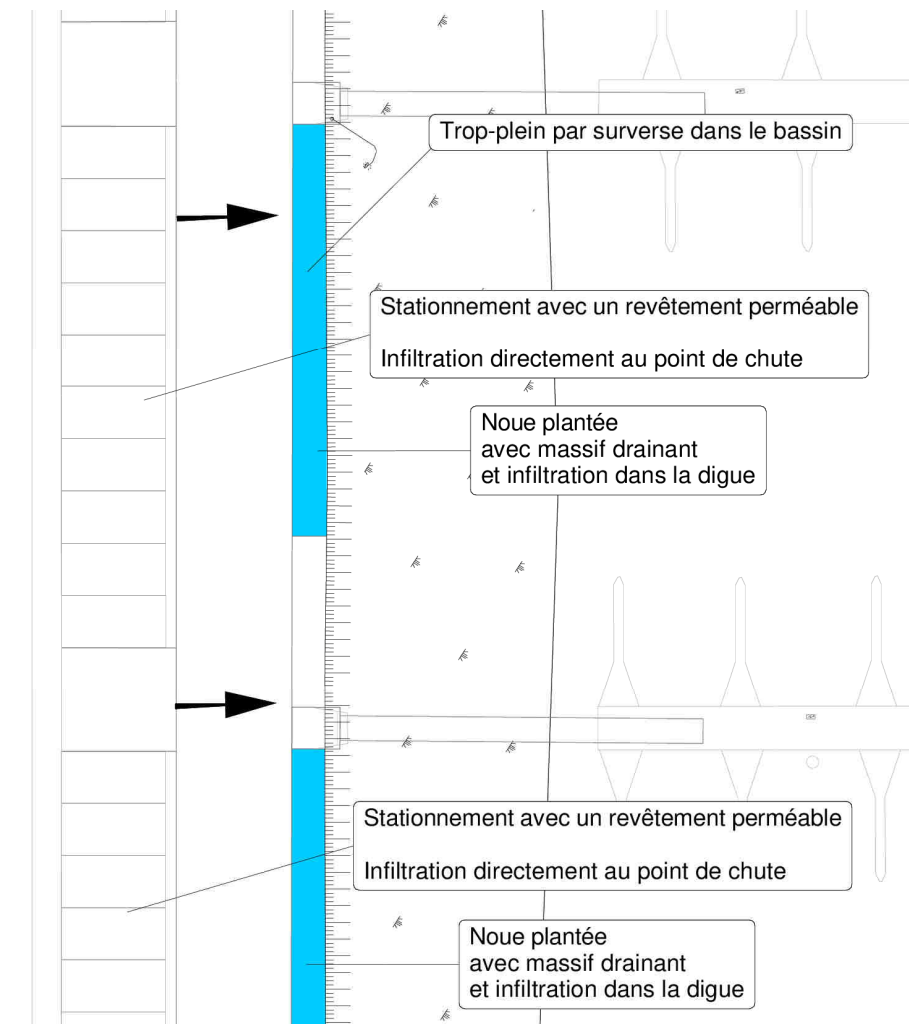 Trop-plein par surverse dans le bassin
Stationnement avec un revêtement perméable
Infiltration directement au point de chute
Noue plantée
avec massif drainant
et infiltration dans la digue
Stationnement avec un revêtement perméable
Infiltration directement au point de chute
Noue plantée
avec massif drainant
et infiltration dans la digue